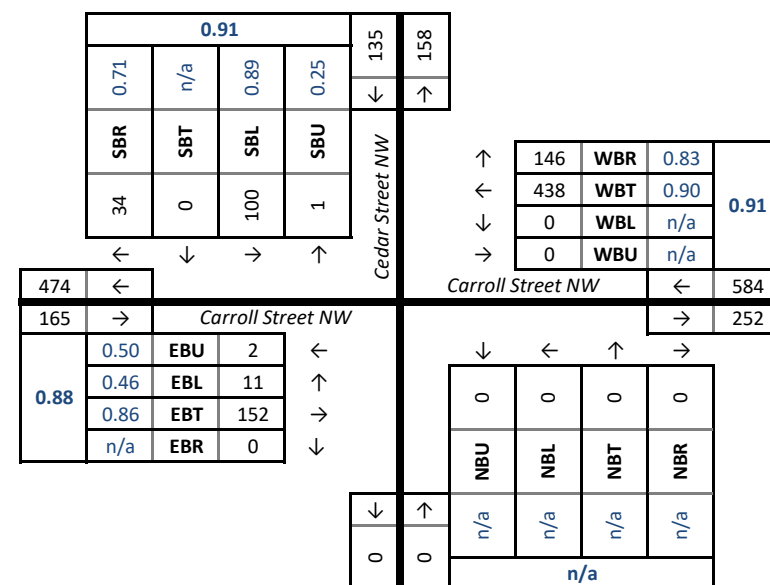 0.91
135
158
0.71
n/a
0.89
0.25
↓
↑
SBR
SBT
SBL
SBU
34
0
100
1
← ↓ → ↑
Cedar Street NW
↑ 146 WBR 0.83
← 438 WBT 0.90
↓ 0 WBL n/a
→ 0 WBU n/a
0.91
474 ←
Carroll Street NW
← 584
165 →
Carroll Street NW
→ 252
0.88
0.50 EBU 2 ←
0.46 EBL 11 ↑
0.86 EBT 152 →
n/a EBR 0 ↓
↓ ← ↑ →
0
0
0
0
NBU
NBL
NBT
NBR
n/a
n/a
n/a
n/a
↓ ↑
0
0
n/a